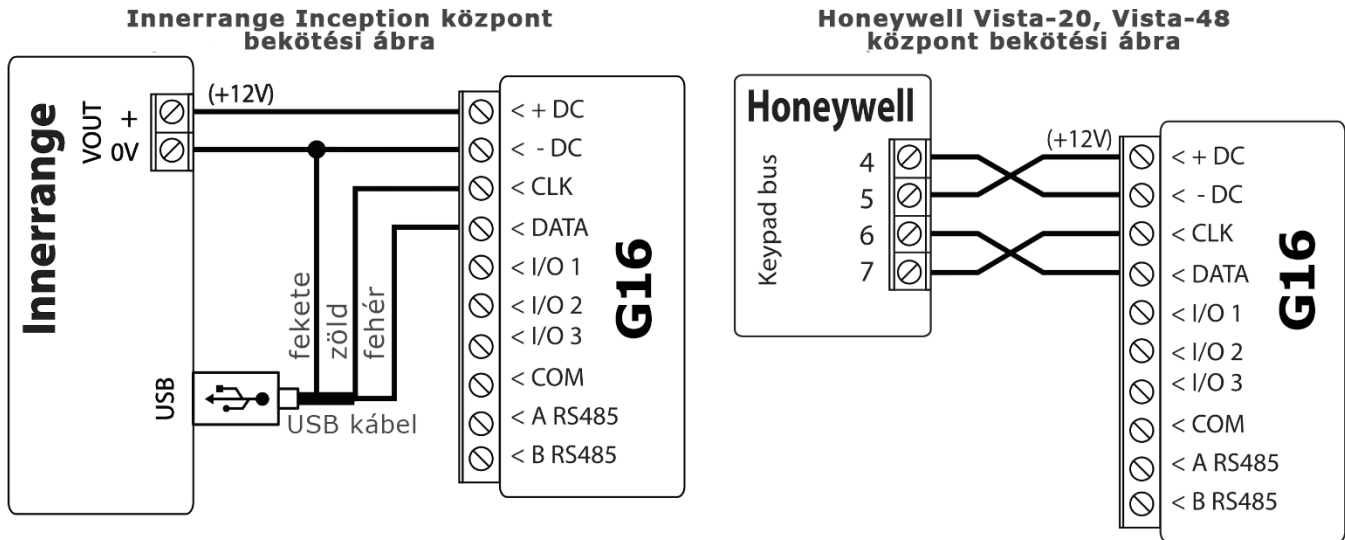 Innerrange Inception központ
bekötési ábra
Innerrange
VOUT
+
0V
(+12V)
< + DC
< - DC
< CLK
< DATA
< I/O 1
< I/O 2
< I/O 3
< COM
< A RS485
< B RS485
G16
fekete
zöld
fehér
USB
USB kábel
Honeywell Vista-20, Vista-48
központ bekötési ábra
Honeywell
Keypad bus
4
5
6
7
(+12V)
< + DC
< - DC
< CLK
< DATA
< I/O 1
< I/O 2
< I/O 3
< COM
< A RS485
< B RS485
G16